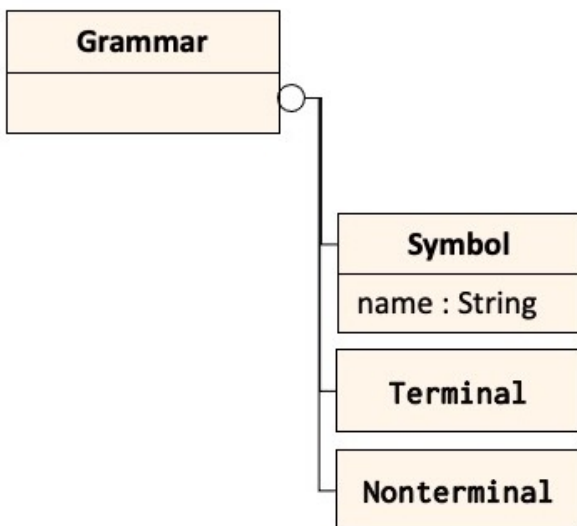 Grammar
Symbol
name : String
Terminal
Nonterminal